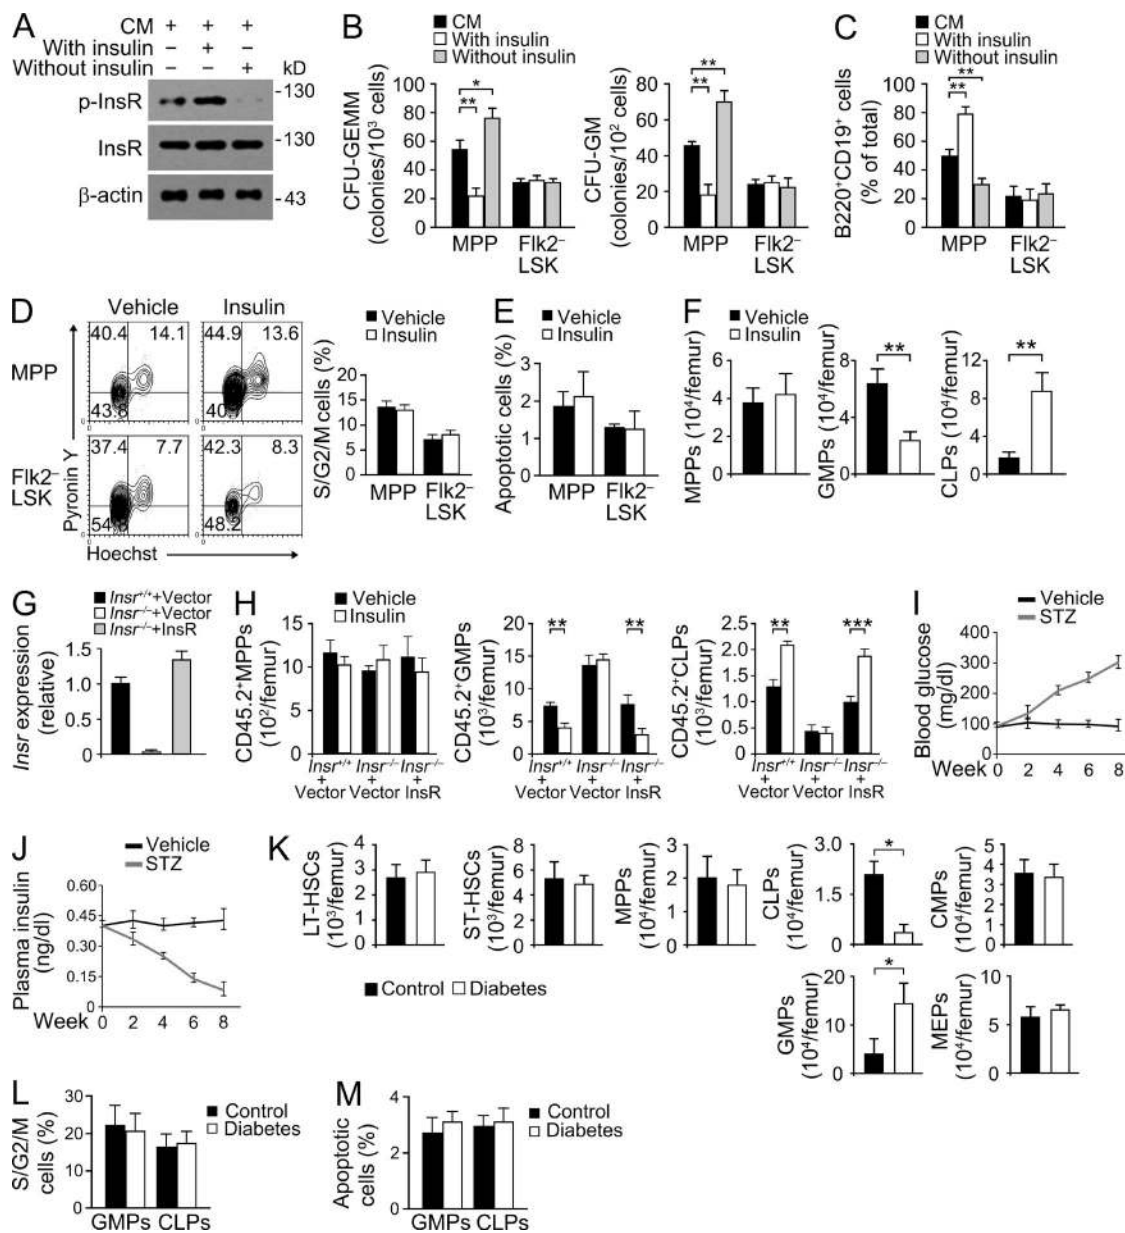 A
CM + + +
With insulin − + −
Without insulin − − + kD
p-InsR -130
InsR -130
β-actin -43
B
CM
With insulin
Without insulin
CFU-GEMM
(colonies/10³ cells)
100
80
60
40
20
0
*
**
MPP Flk2⁻
LSK
CFU-GM
(colonies/10² cells)
80
60
40
20
0
**
**
MPP Flk2⁻
LSK
C
CM
With insulin
Without insulin
B220⁺CD19⁺ cells
(% of total)
100
80
60
40
20
0
**
**
MPP Flk2⁻
LSK
D
Vehicle Insulin
MPP
40.4 14.1
43.8
44.9 13.6
Flk2⁻
LSK
37.4 7.7
42.3 8.3
48.2
Pyronin Y
Hoechst
Vehicle
Insulin
S/G2/M cells (%)
20
15
10
5
0
MPP Flk2⁻
LSK
E
Vehicle
Insulin
Apoptotic cells (%)
3
2
1
0
MPP Flk2⁻
LSK
F
Vehicle
Insulin
MPPs (10⁴/femur)
6
4
2
0
GMPs (10⁴/femur)
9
6
3
0
**
CLPs (10⁴/femur)
12
8
4
0
**
G
Insr⁺/⁺+Vector
Insr⁻/⁻+Vector
Insr⁻/⁻+InsR
Insr expression
(relative)
1.5
1.0
0.5
0
H
Vehicle
Insulin
CD45.2⁺MPPs
(10²/femur)
15
10
5
0
Insr⁺/⁺ Insr⁻/⁻ Insr⁻/⁻
+ + +
Vector Vector InsR
CD45.2⁺GMPs
(10³/femur)
20
15
10
5
0
** **
Insr⁺/⁺ Insr⁻/⁻ Insr⁻/⁻
+ + +
Vector Vector InsR
CD45.2⁺CLPs
(10³/femur)
2.5
2.0
1.5
1.0
0.5
0
** ***
Insr⁺/⁺ Insr⁻/⁻ Insr⁻/⁻
+ + +
Vector Vector InsR
I
Vehicle
STZ
Blood glucose
(mg/dl)
400
300
200
100
0
Week 0 2 4 6 8
J
Vehicle
STZ
Plasma insulin
(ng/dl)
0.60
0.45
0.30
0.15
0
Week 0 2 4 6 8
K
LT-HSCs
(10³/femur)
4
3
2
1
0
ST-HSCs
(10³/femur)
8
6
4
2
0
MPPs
(10⁴/femur)
3
2
1
0
CLPs
(10⁴/femur)
3.0
2.0
1.0
0
*
CMPs
(10⁴/femur)
5
4
3
2
1
0
Control Diabetes
GMPs
(10⁴/femur)
20
10
0
*
MEPs
(10⁴/femur)
10
5
0
L
S/G2/M
cells (%)
30
20
10
0
Control
Diabetes
GMPs CLPs
M
Apoptotic
cells (%)
4
2
0
Control
Diabetes
GMPs CLPs